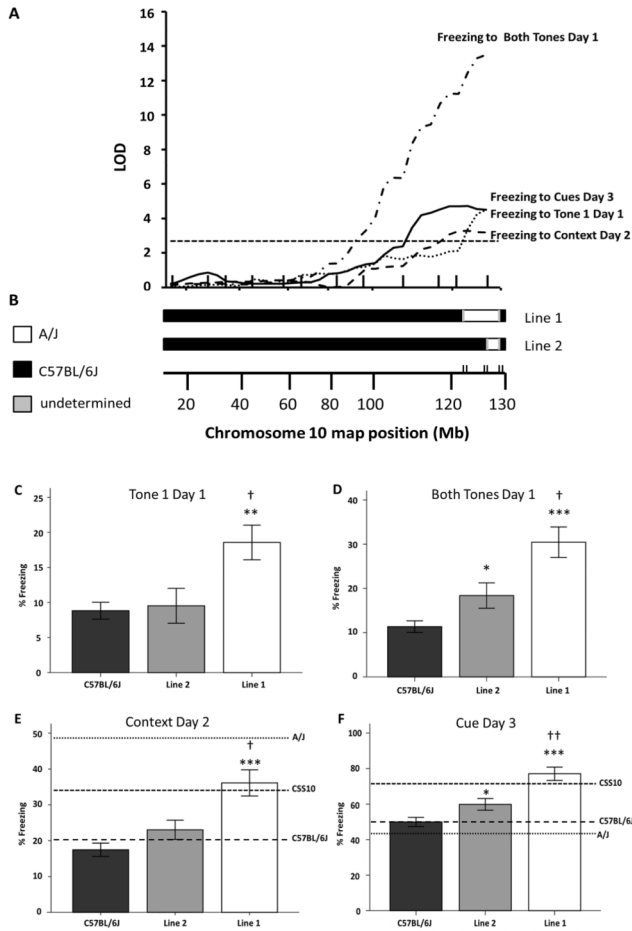 A
16
14
12
10
8
6
4
2
0
LOD
Freezing to Both Tones Day 1
Freezing to Cues Day 3
Freezing to Tone 1 Day 1
Freezing to Context Day 2
B
A/J
C57BL/6J
undetermined
Line 1
Line 2
20 40 60 80 100 120 130
Chromosome 10 map position (Mb)
C
Tone 1 Day 1
25
20
15
10
5
0
% Freezing
†
**
C57BL/6J Line 2 Line 1
D
Both Tones Day 1
40
30
20
10
0
% Freezing
†
*
***
C57BL/6J Line 2 Line 1
E
Context Day 2
50
40
30
20
10
0
% Freezing
A/J
†
***
CSS10
C57BL/6J
C57BL/6J Line 2 Line 1
F
Cue Day 3
100
80
60
40
20
0
% Freezing
††
***
*
CSS10
C57BL/6J
A/J
C57BL/6J Line 2 Line 1